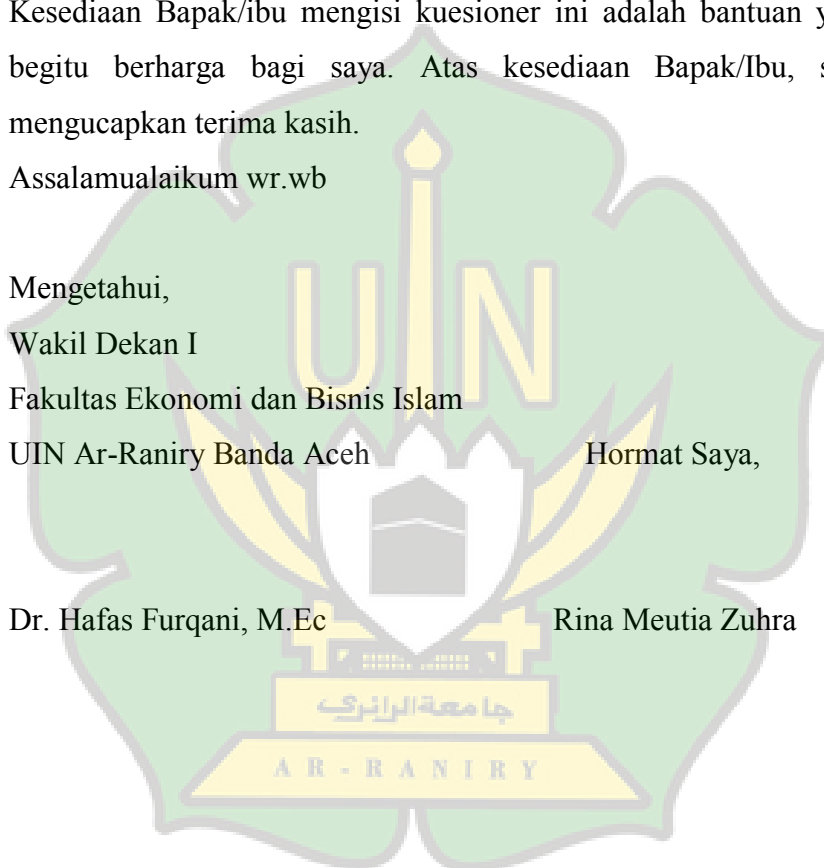 Kesediaan Bapak/ibu mengisi kuesioner ini adalah bantuan
begitu berharga bagi saya. Atas kesediaan Bapak/Ibu,
mengucapkan terima kasih.
Assalamualaikum wr.wb
Mengetahui,
Wakil Dekan I
Fakultas Ekonomi dan Bisnis Islam
UIN Ar-Raniry Banda Aceh Hormat Saya,
Dr. Hafas Furqani, M.Ec Rina Meutia Zuhra
UIN
جامعة الرانري
AR-RANIRY